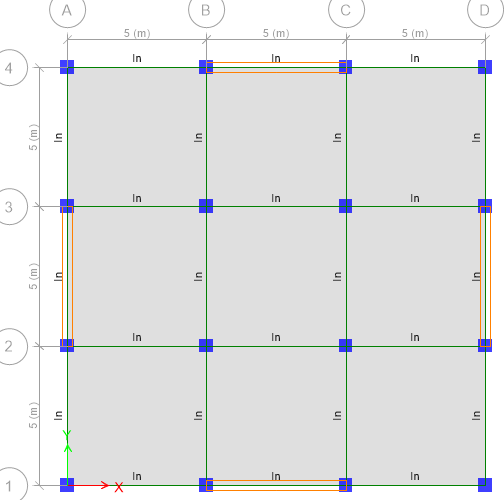 A B C D
5 (m) 5 (m) 5 (m)
4 In In In
5 (m) In In In In
3 In In In
5 (m) In In In In
2 In In In
5 (m) In In In In
Y
1 In In In
X